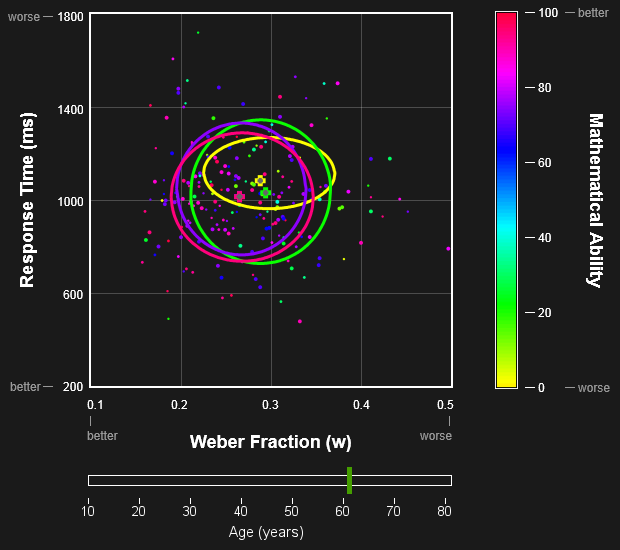 worse
1800
1400
1000
600
200
better
Response Time (ms)
0.1 0.2 0.3 0.4 0.5
better
worse
Weber Fraction (w)
10 20 30 40 50 60 70 80
Age (years)
100
80
60
40
20
0
better
worse
Mathematical Ability